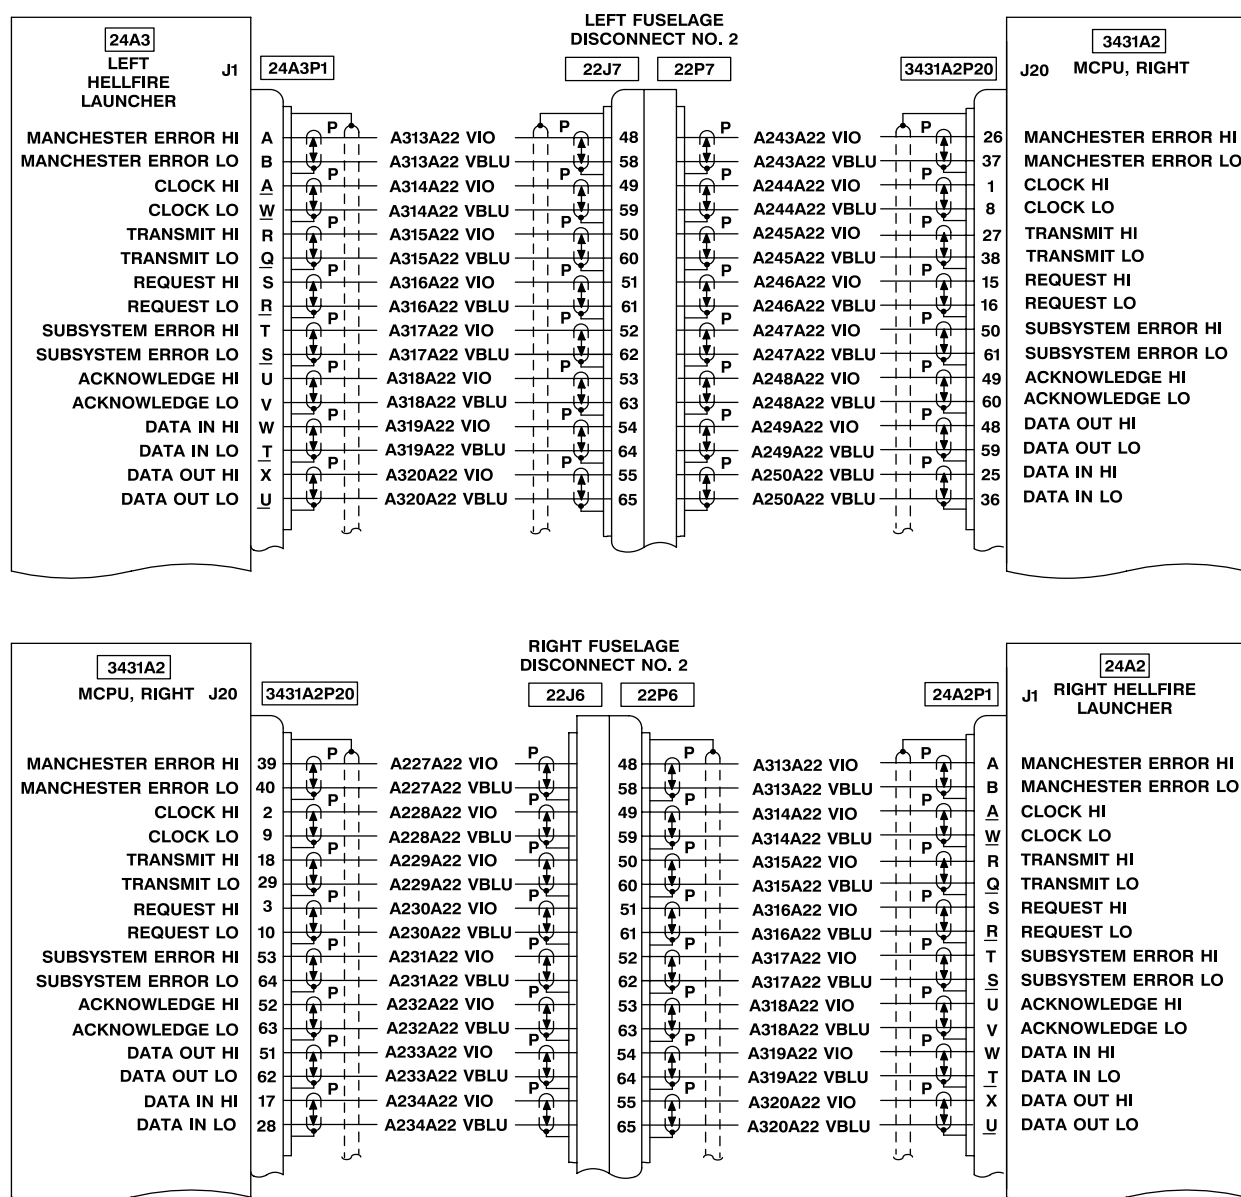 LEFT FUSELAGE
DISCONNECT NO. 2
24A3
LEFT
HELLFIRE
LAUNCHER
J1
24A3P1
22J7
22P7
3431A2P20
J20
3431A2
MCPU, RIGHT
MANCHESTER ERROR HI A P A313A22 VIO P 48 P A243A22 VIO P 26 MANCHESTER ERROR HI
MANCHESTER ERROR LO B A313A22 VBLU 58 A243A22 VBLU 37 MANCHESTER ERROR LO
CLOCK HI A P A314A22 VIO P 49 P A244A22 VIO P 1 CLOCK HI
CLOCK LO W A314A22 VBLU 59 A244A22 VBLU 8 CLOCK LO
TRANSMIT HI R P A315A22 VIO P 50 P A245A22 VIO P 27 TRANSMIT HI
TRANSMIT LO Q A315A22 VBLU 60 A245A22 VBLU 38 TRANSMIT LO
REQUEST HI S P A316A22 VIO P 51 P A246A22 VIO P 15 REQUEST HI
REQUEST LO R A316A22 VBLU 61 A246A22 VBLU 16 REQUEST LO
SUBSYSTEM ERROR HI T P A317A22 VIO P 52 P A247A22 VIO P 50 SUBSYSTEM ERROR HI
SUBSYSTEM ERROR LO S A317A22 VBLU 62 A247A22 VBLU 61 SUBSYSTEM ERROR LO
ACKNOWLEDGE HI U P A318A22 VIO P 53 P A248A22 VIO P 49 ACKNOWLEDGE HI
ACKNOWLEDGE LO V A318A22 VBLU 63 A248A22 VBLU 60 ACKNOWLEDGE LO
DATA IN HI W P A319A22 VIO P 54 P A249A22 VIO P 48 DATA OUT HI
DATA IN LO T A319A22 VBLU 64 A249A22 VBLU 59 DATA OUT LO
DATA OUT HI X P A320A22 VIO P 55 P A250A22 VIO P 25 DATA IN HI
DATA OUT LO U A320A22 VBLU 65 A250A22 VBLU 36 DATA IN LO
RIGHT FUSELAGE
DISCONNECT NO. 2
3431A2
MCPU, RIGHT
J20
3431A2P20
22J6
22P6
24A2P1
J1
24A2
RIGHT HELLFIRE
LAUNCHER
MANCHESTER ERROR HI 39 P A227A22 VIO P 48 P A313A22 VIO P A MANCHESTER ERROR HI
MANCHESTER ERROR LO 40 A227A22 VBLU 58 A313A22 VBLU B MANCHESTER ERROR LO
CLOCK HI 2 P A228A22 VIO P 49 P A314A22 VIO P A CLOCK HI
CLOCK LO 9 A228A22 VBLU 59 A314A22 VBLU W CLOCK LO
TRANSMIT HI 18 P A229A22 VIO P 50 P A315A22 VIO P R TRANSMIT HI
TRANSMIT LO 29 A229A22 VBLU 60 A315A22 VBLU Q TRANSMIT LO
REQUEST HI 3 P A230A22 VIO P 51 P A316A22 VIO P S REQUEST HI
REQUEST LO 10 A230A22 VBLU 61 A316A22 VBLU R REQUEST LO
SUBSYSTEM ERROR HI 53 P A231A22 VIO P 52 P A317A22 VIO P T SUBSYSTEM ERROR HI
SUBSYSTEM ERROR LO 64 A231A22 VBLU 62 A317A22 VBLU S SUBSYSTEM ERROR LO
ACKNOWLEDGE HI 52 P A232A22 VIO P 53 P A318A22 VIO P U ACKNOWLEDGE HI
ACKNOWLEDGE LO 63 A232A22 VBLU 63 A318A22 VBLU V ACKNOWLEDGE LO
DATA OUT HI 51 P A233A22 VIO P 54 P A319A22 VIO P W DATA IN HI
DATA OUT LO 62 A233A22 VBLU 64 A319A22 VBLU T DATA IN LO
DATA IN HI 17 P A234A22 VIO P 55 P A320A22 VIO P X DATA OUT HI
DATA IN LO 28 A234A22 VBLU 65 A320A22 VBLU U DATA OUT LO